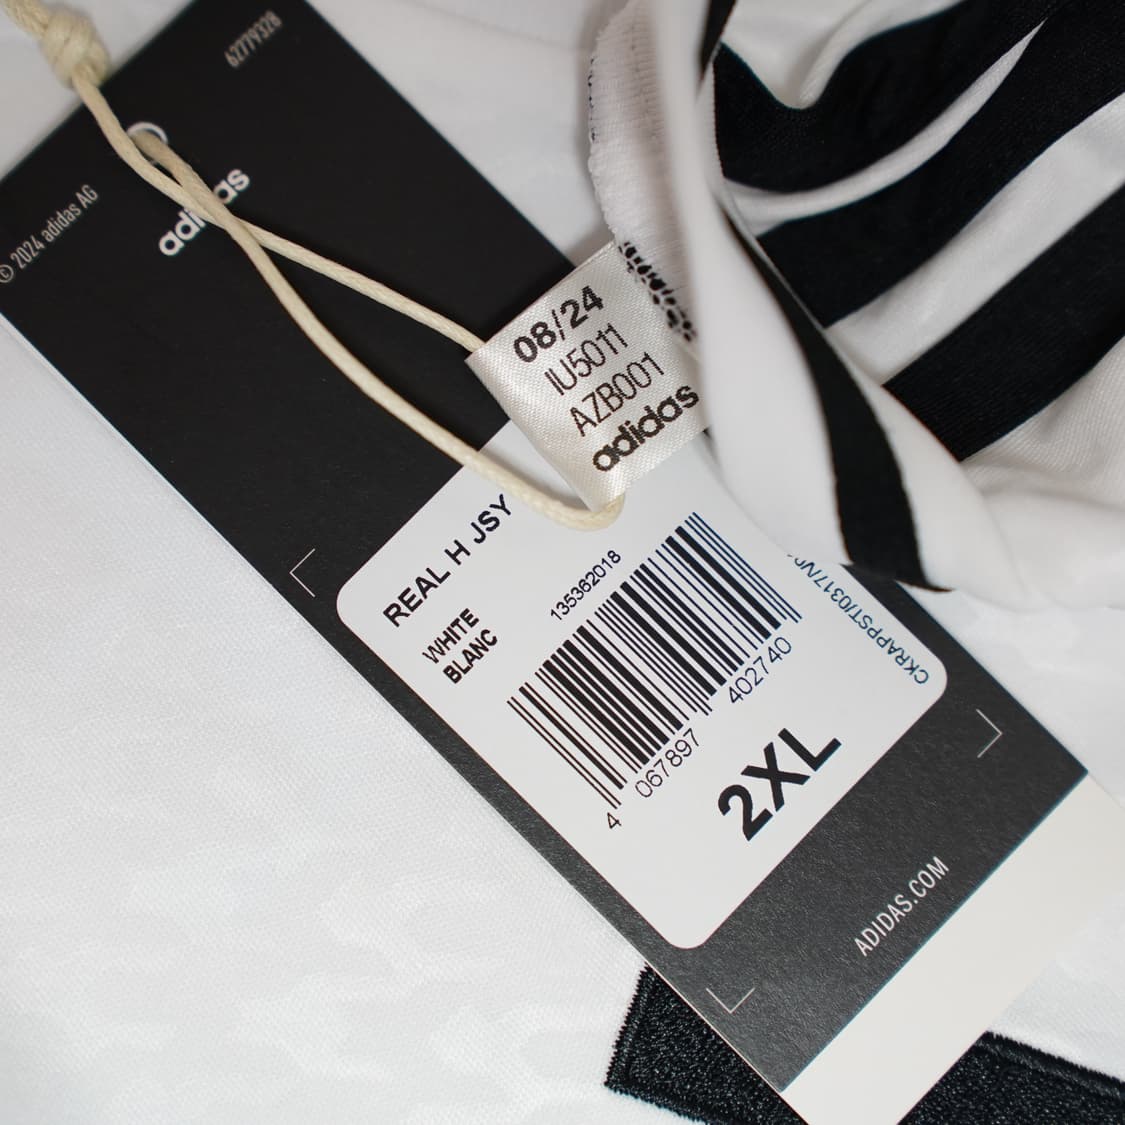 62779328
© 2024 adidas AG
adidas
08/24
IU5011
AZB001
adidas
REAL H JSY
WHITE
BLANC
135362018
4 067897 402740
2XL
ADIDAS.COM